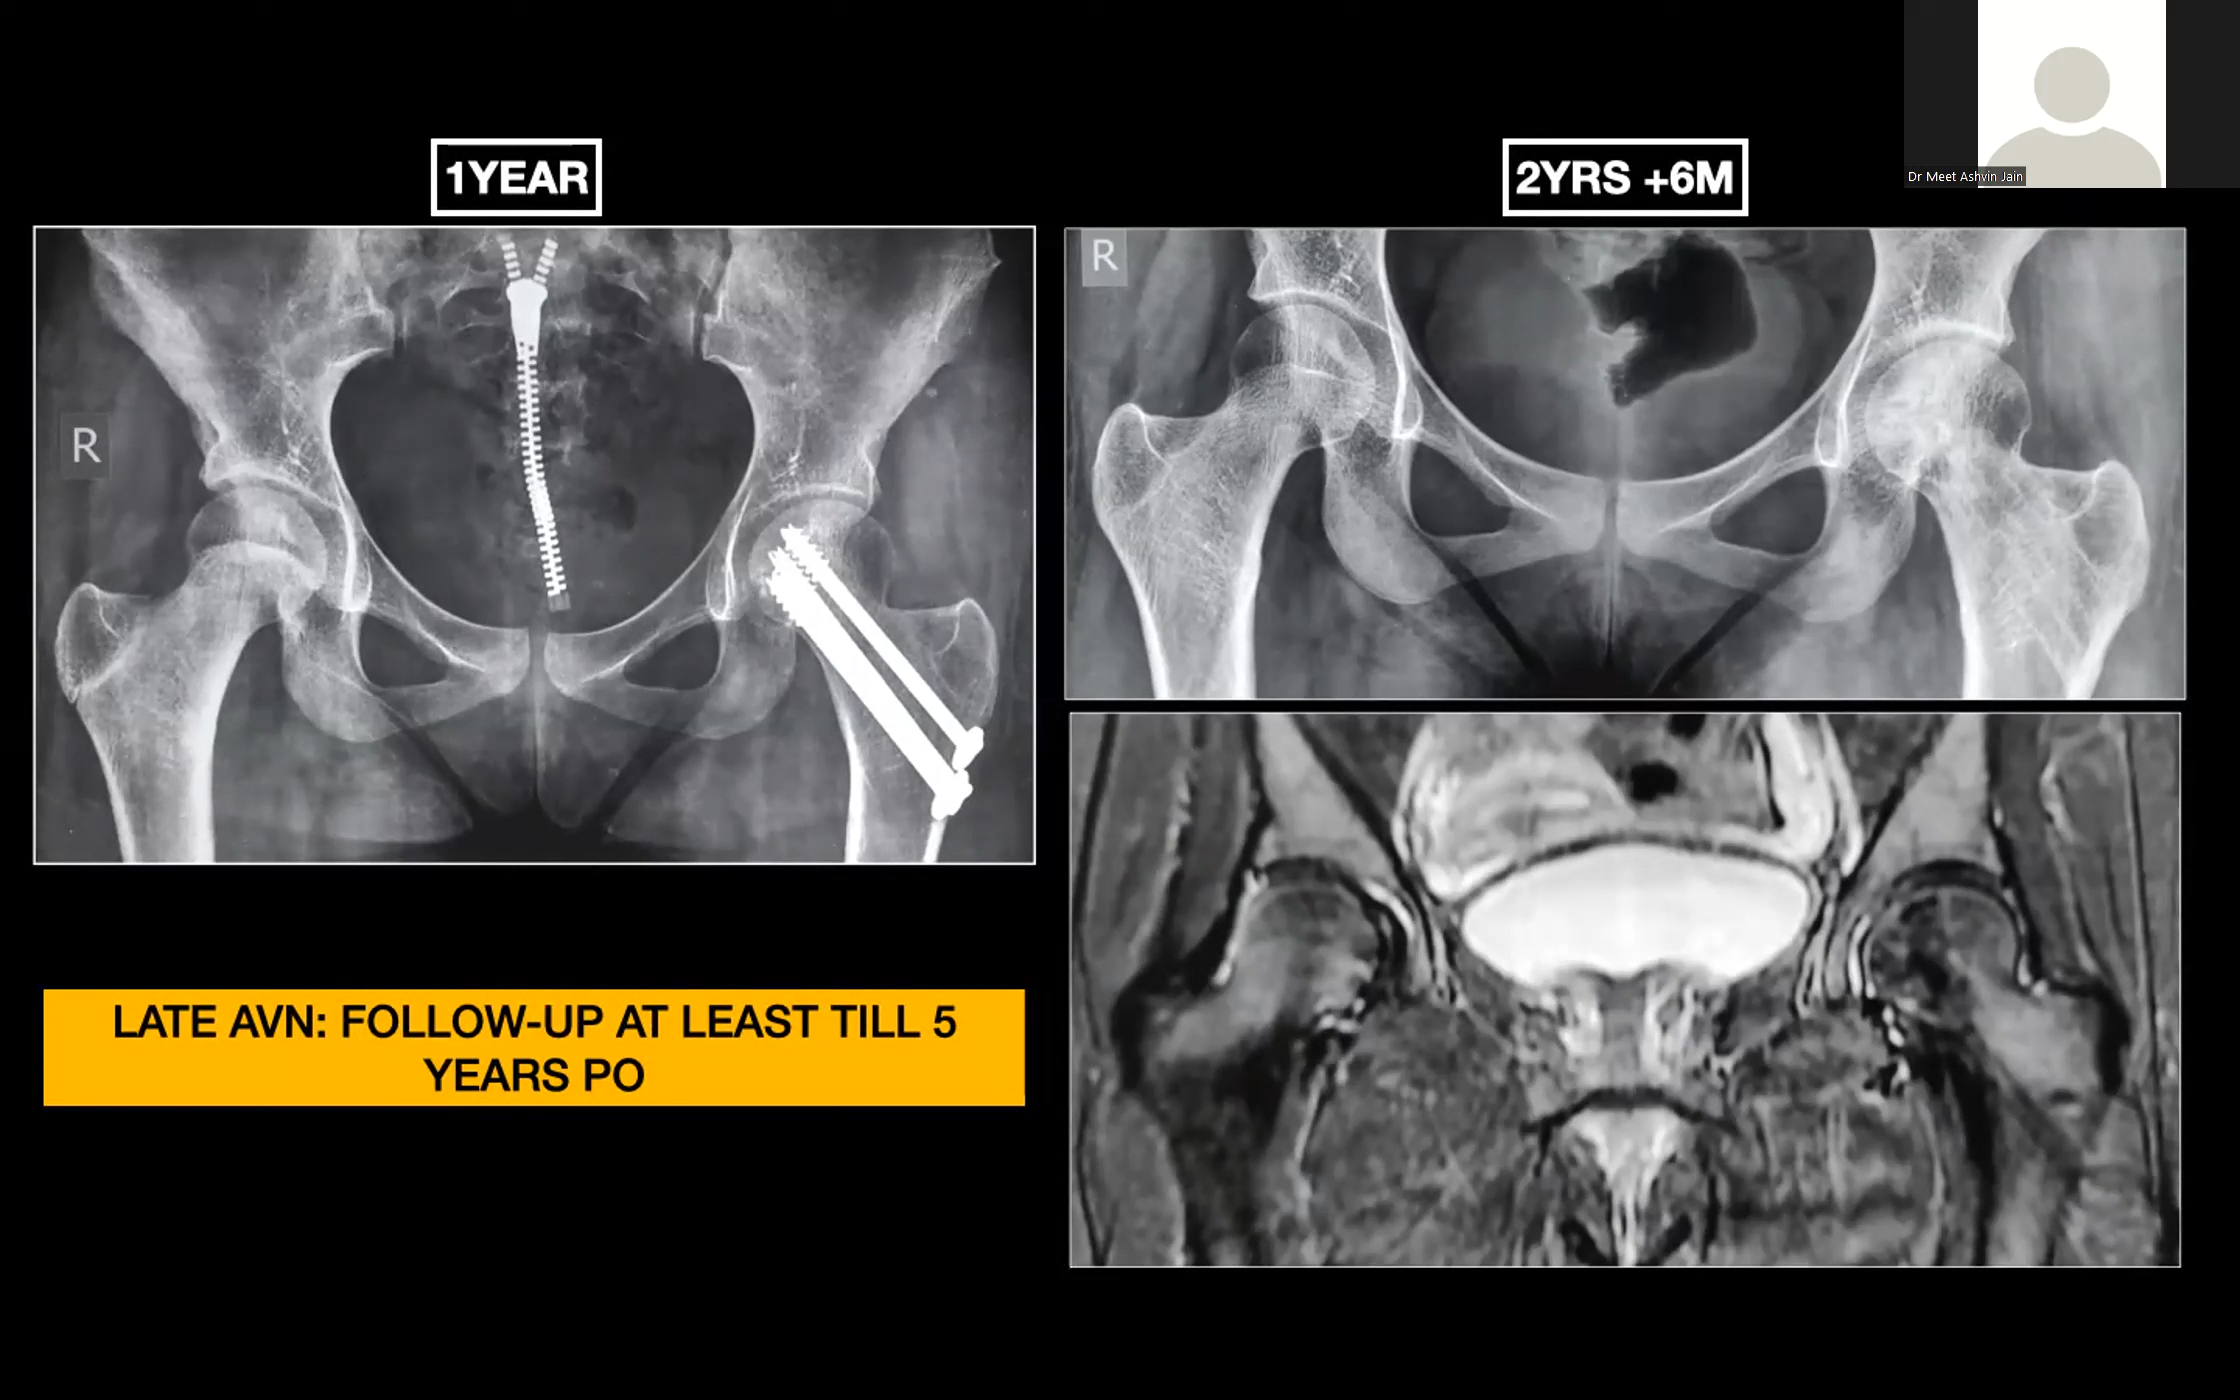 1YEAR
2YRS +6M
Dr Meet Ashvin Jain
R
R
LATE AVN: FOLLOW-UP AT LEAST TILL 5
YEARS PO